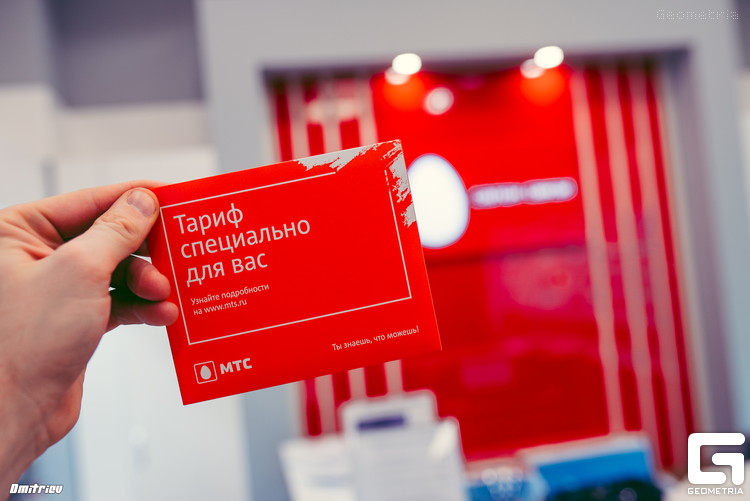 Geometria
Тариф
специально
для вас
Узнайте подробности
на www.mts.ru
Ты знаешь, что можешь!
МТС
Dmitriev
GEOMETRIA